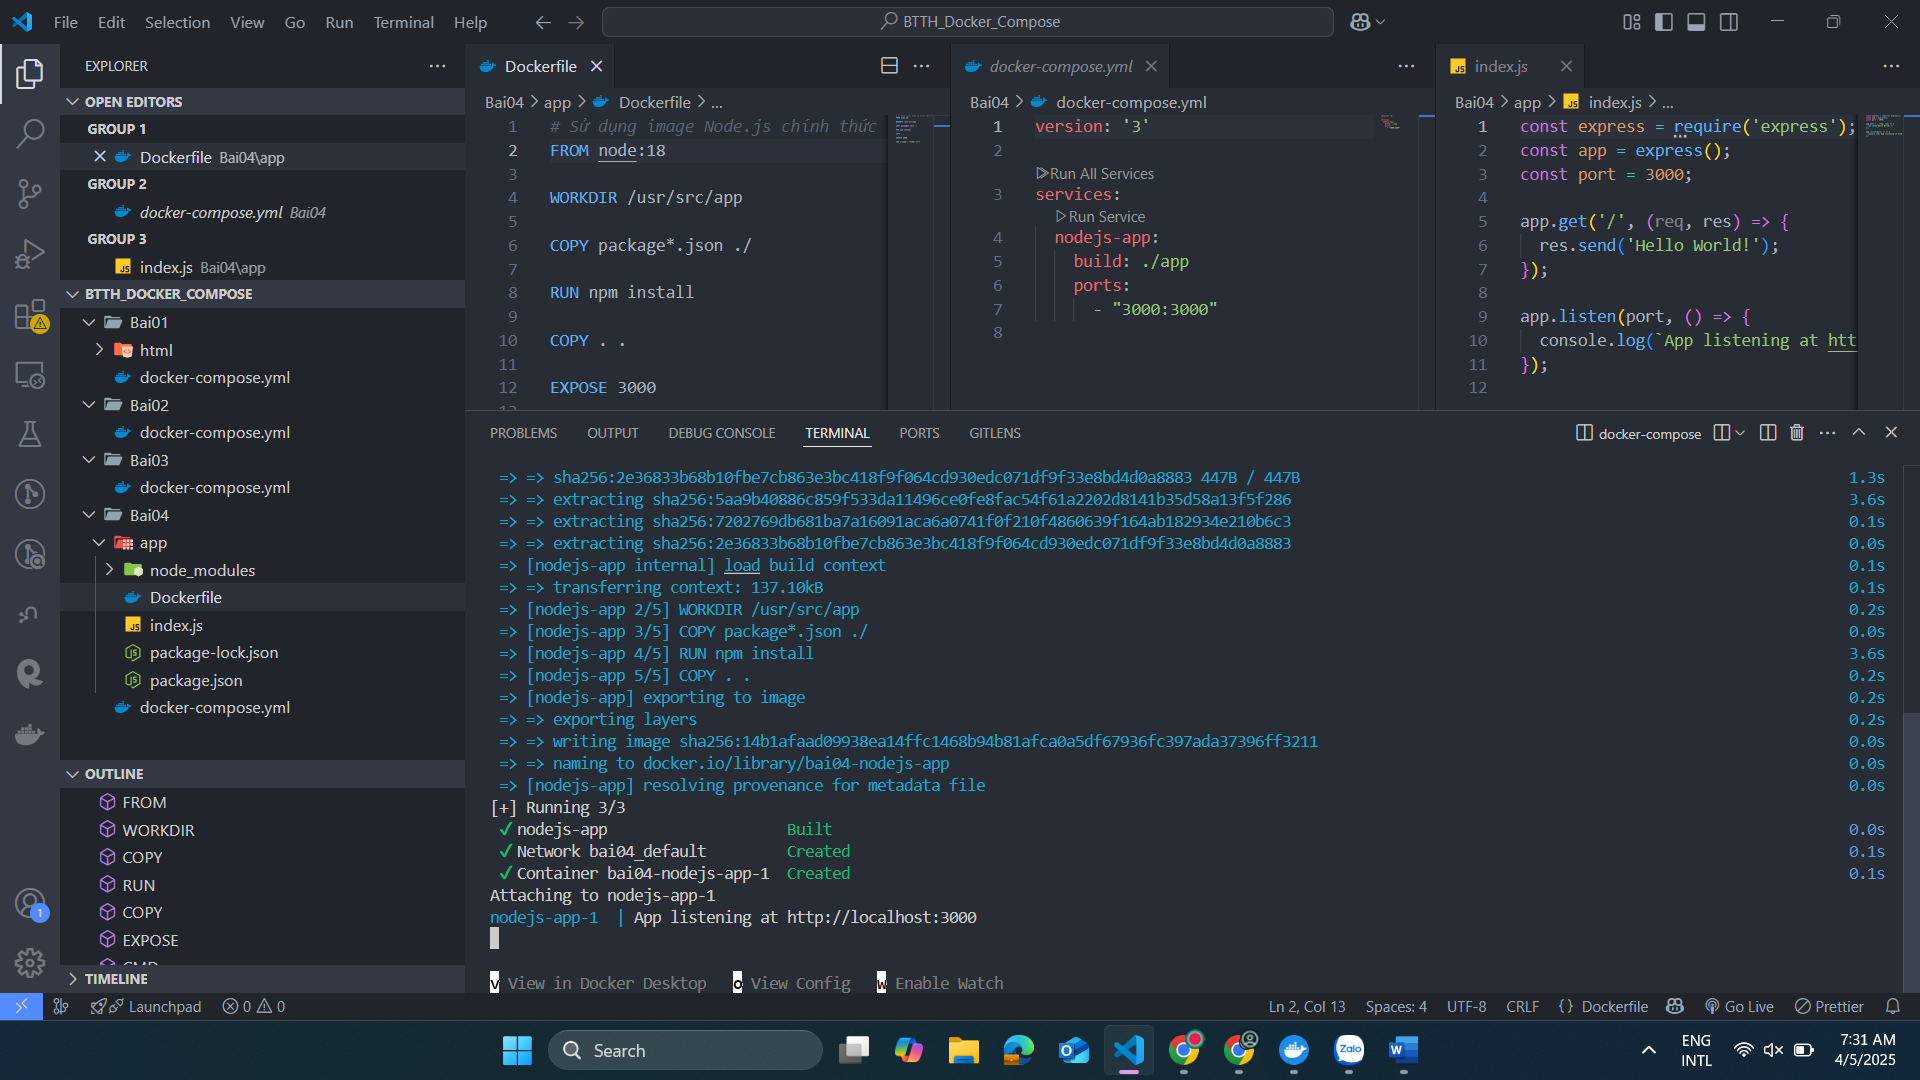 File Edit Selection View Go Run Terminal Help
BTTH_Docker_Compose
EXPLORER
OPEN EDITORS
GROUP 1
Dockerfile Bai04\app
GROUP 2
docker-compose.yml Bai04
GROUP 3
index.js Bai04\app
BTTH_DOCKER_COMPOSE
Bai01
html
docker-compose.yml
Bai02
docker-compose.yml
Bai03
docker-compose.yml
Bai04
app
node_modules
Dockerfile
index.js
package-lock.json
package.json
docker-compose.yml
OUTLINE
FROM
WORKDIR
COPY
RUN
COPY
EXPOSE
CMD
TIMELINE
Dockerfile
Bai04 > app > Dockerfile > ...
1 # Sử dụng image Node.js chính thức
2 FROM node:18
3
4 WORKDIR /usr/src/app
5
6 COPY package*.json ./
7
8 RUN npm install
9
10 COPY . .
11
12 EXPOSE 3000
13
docker-compose.yml
Bai04 > docker-compose.yml
1 version: '3'
2
Run All Services
3 services:
Run Service
4 nodejs-app:
5 build: ./app
6 ports:
7 - "3000:3000"
8
index.js
Bai04 > app > index.js > ...
1 const express = require('express');
2 const app = express();
3 const port = 3000;
4
5 app.get('/', (req, res) => {
6 res.send('Hello World!');
7 });
8
9 app.listen(port, () => {
10 console.log(`App listening at htt
11 });
12
PROBLEMS OUTPUT DEBUG CONSOLE TERMINAL PORTS GITLENS
docker-compose
=> => sha256:2e36833b68b10fbe7cb863e3bc418f9f064cd930edc071df9f33e8bd4d0a8883 447B / 447B 1.3s
=> => extracting sha256:5aa9b40886c859f533da11496ce0fe8fac54f61a2202d8141b35d58a13f5f286 3.6s
=> => extracting sha256:7202769db681ba7a16091aca6a0741f0f210f4860639f164ab182934e210b6c3 0.1s
=> => extracting sha256:2e36833b68b10fbe7cb863e3bc418f9f064cd930edc071df9f33e8bd4d0a8883 0.0s
=> [nodejs-app internal] load build context 0.1s
=> => transferring context: 137.10kB 0.1s
=> [nodejs-app 2/5] WORKDIR /usr/src/app 0.2s
=> [nodejs-app 3/5] COPY package*.json ./ 0.0s
=> [nodejs-app 4/5] RUN npm install 3.6s
=> [nodejs-app 5/5] COPY . . 0.2s
=> [nodejs-app] exporting to image 0.2s
=> => exporting layers 0.2s
=> => writing image sha256:14b1afaad09938ea14ffc1468b94b81afca0a5df67936fc397ada37396ff3211 0.0s
=> => naming to docker.io/library/bai04-nodejs-app 0.0s
=> [nodejs-app] resolving provenance for metadata file 0.0s
[+] Running 3/3
✔ nodejs-app Built 0.0s
✔ Network bai04_default Created 0.1s
✔ Container bai04-nodejs-app-1 Created 0.1s
Attaching to nodejs-app-1
nodejs-app-1 | App listening at http://localhost:3000
v View in Docker Desktop o View Config w Enable Watch
Launchpad 0 0
Ln 2, Col 13 Spaces: 4 UTF-8 CRLF {} Dockerfile Go Live Prettier
Search
Zalo
ENG
INTL
7:31 AM
4/5/2025
1